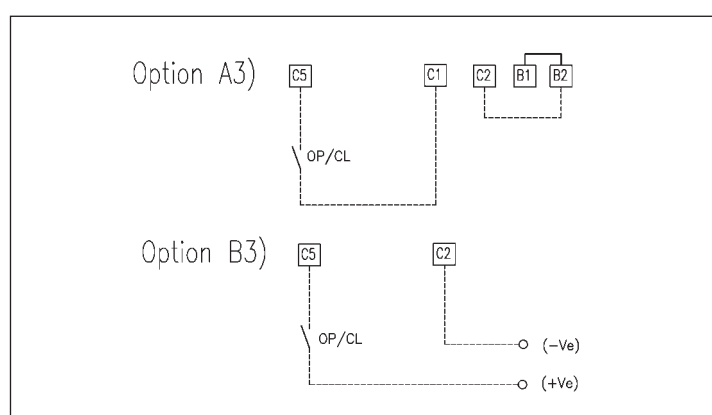 Option A3) C5 C1 C2 B1 B2
OP/CL
Option B3) C5 C2
OP/CL
(-Ve)
(+Ve)